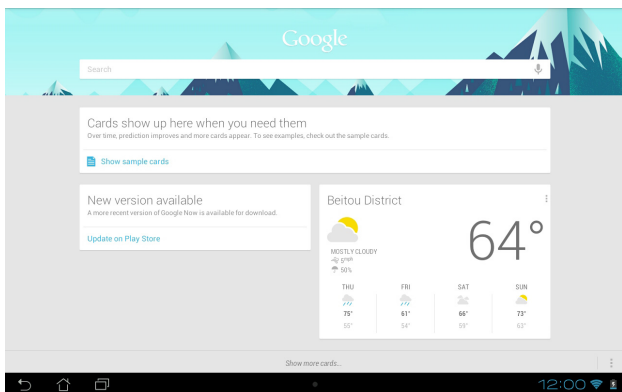 Google
Search
Cards show up here when you need them
Over time, prediction improves and more cards appear. To see examples, check out the sample cards.
Show sample cards
New version available
A more recent version of Google Now is available for download.
Update on Play Store
Beitou District
64°
MOSTLY CLOUDY
5mph
50%
THU FRI SAT SUN
75° 61° 66° 73°
55° 54° 59° 63°
Show more cards...
12:00